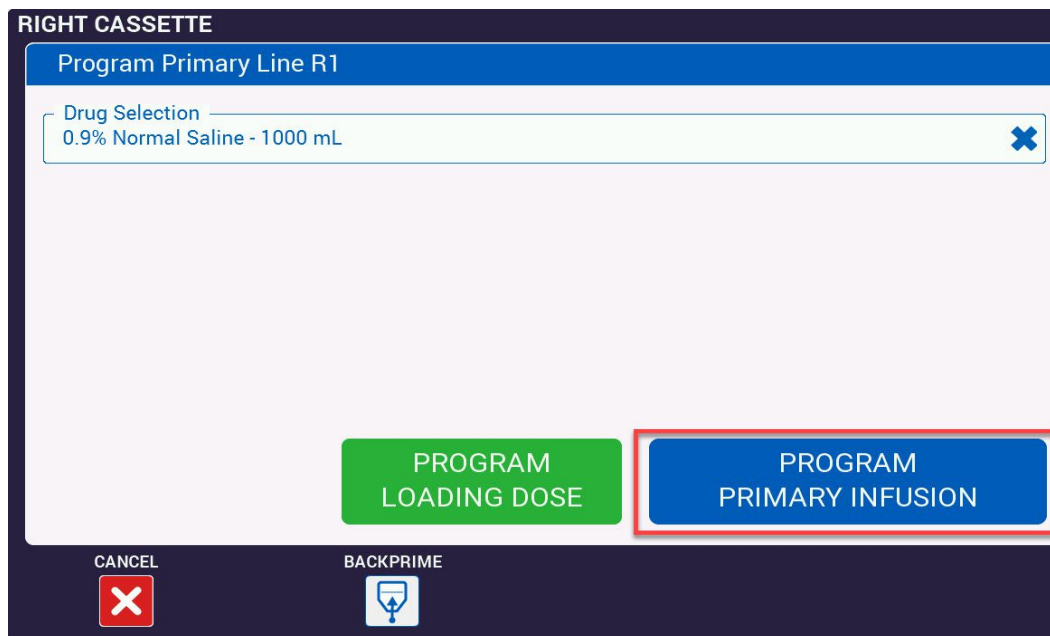 RIGHT CASSETTE
Program Primary Line R1
Drug Selection
0.9% Normal Saline - 1000 mL
PROGRAM
LOADING DOSE
PROGRAM
PRIMARY INFUSION
CANCEL
BACKPRIME